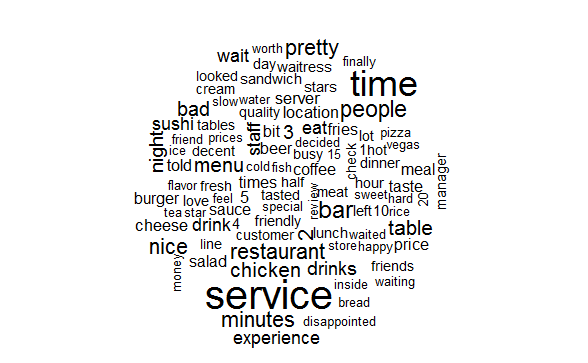 wait worth pretty
day waitress finally
looked sandwich stars time
cream
slow water server
bad quality location people
sushi tables staff bit 3 eat fries lot pizza
friend prices decided vegas
nights ice decent beer busy 15 check 1 hot
told menu cold fish coffee dinner meal
flavor fresh times half hour taste manager
burger love feel 5 tasted review meat sweet hard 20
tea star sauce special bar left 10 rice
cheese drink 4 friendly
customer 2 lunch waited table
nice line restaurant store happy price
money salad chicken drinks friends
inside waiting
service bread
minutes disappointed
experience